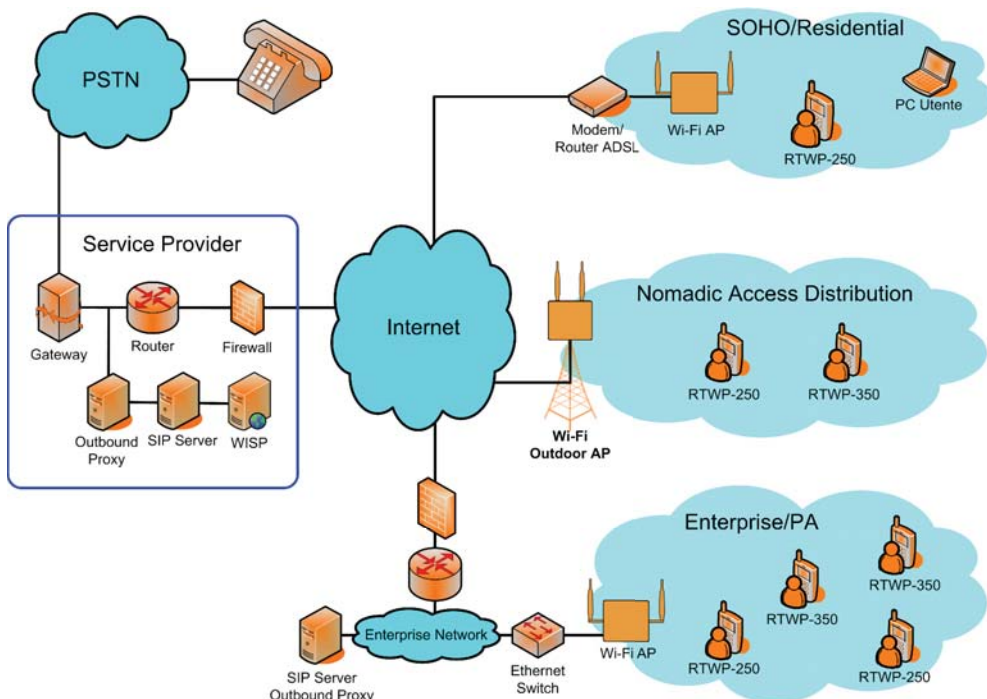 PSTN
SOHO/Residential
PC Utente
Modem/
Router ADSL
Wi-Fi AP
RTWP-250
Service Provider
Gateway
Router
Firewall
Outbound
Proxy
SIP Server
WISP
Internet
Nomadic Access Distribution
RTWP-250
RTWP-350
Wi-Fi
Outdoor AP
Enterprise/PA
RTWP-350
RTWP-350
RTWP-250
RTWP-250
Wi-Fi AP
Enterprise Network
Ethernet
Switch
SIP Server
Outbound Proxy